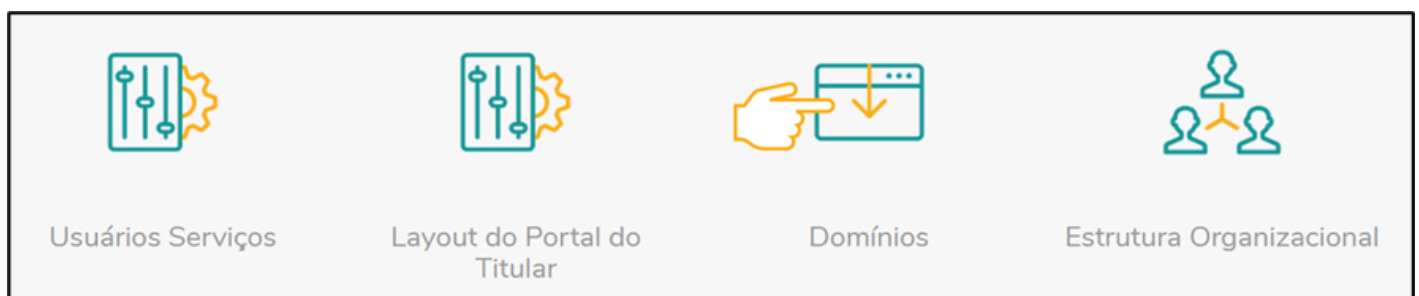 Usuários Serviços
Layout do Portal do
Titular
Domínios
Estrutura Organizacional